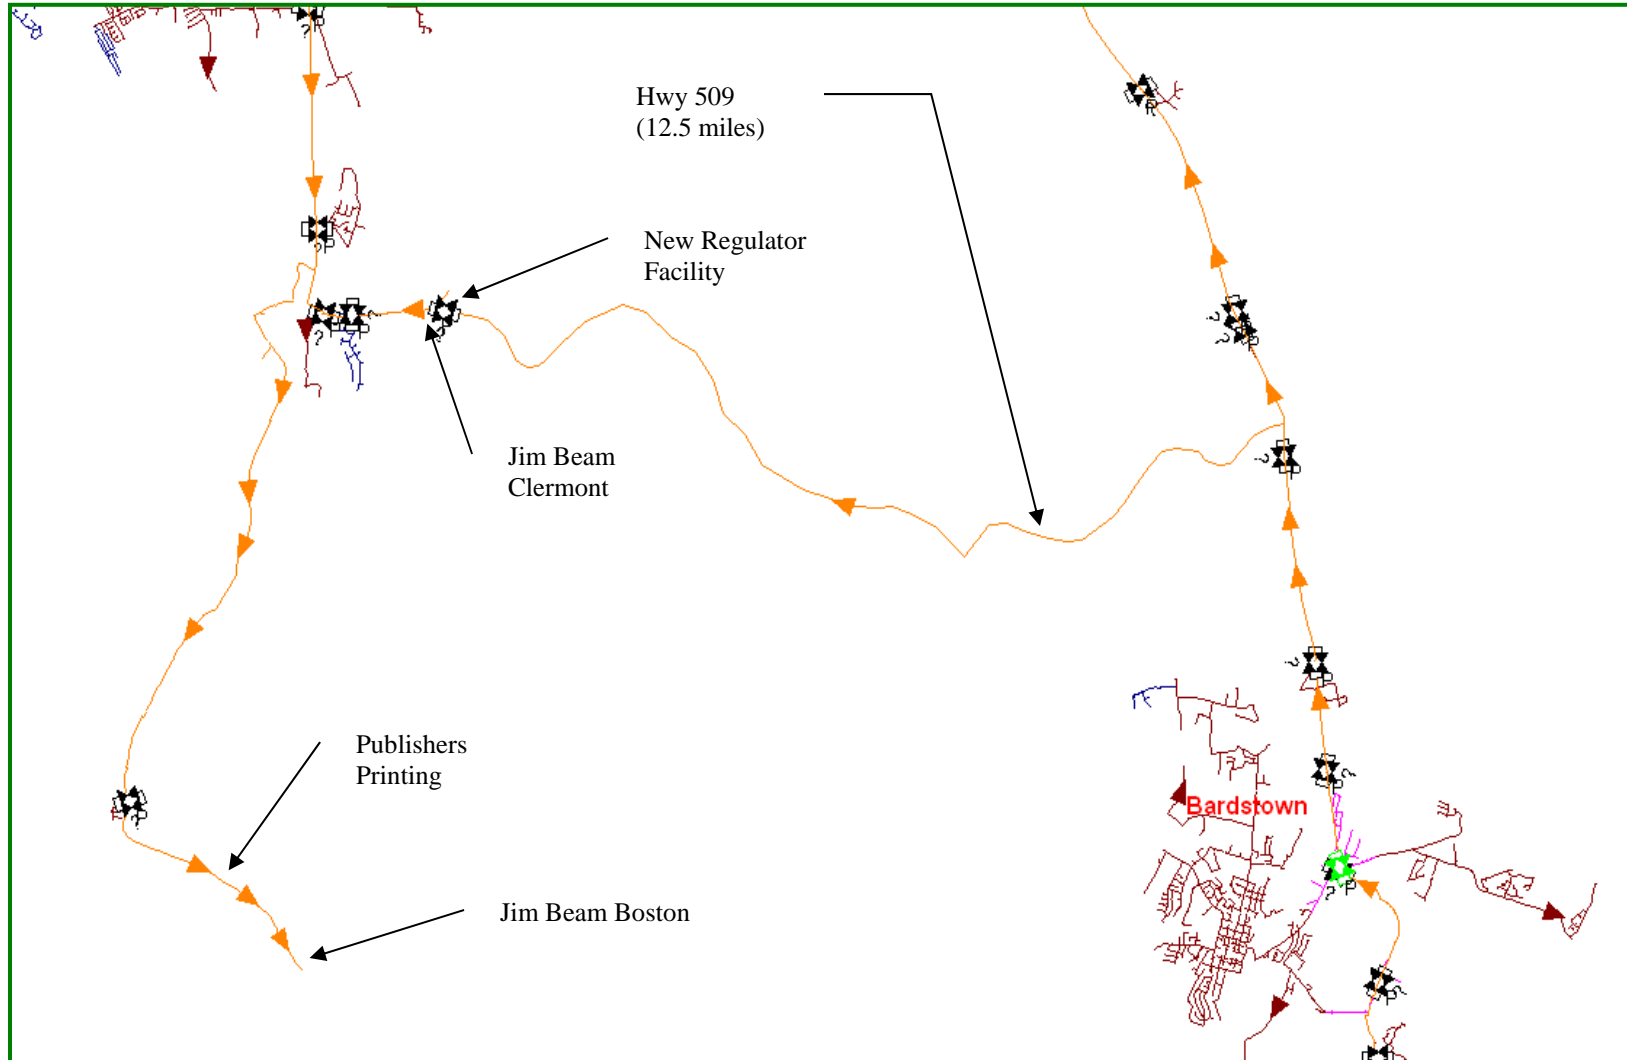 Hwy 509
(12.5 miles)
New Regulator
Facility
Jim Beam
Clermont
Publishers
Printing
Bardstown
Jim Beam Boston